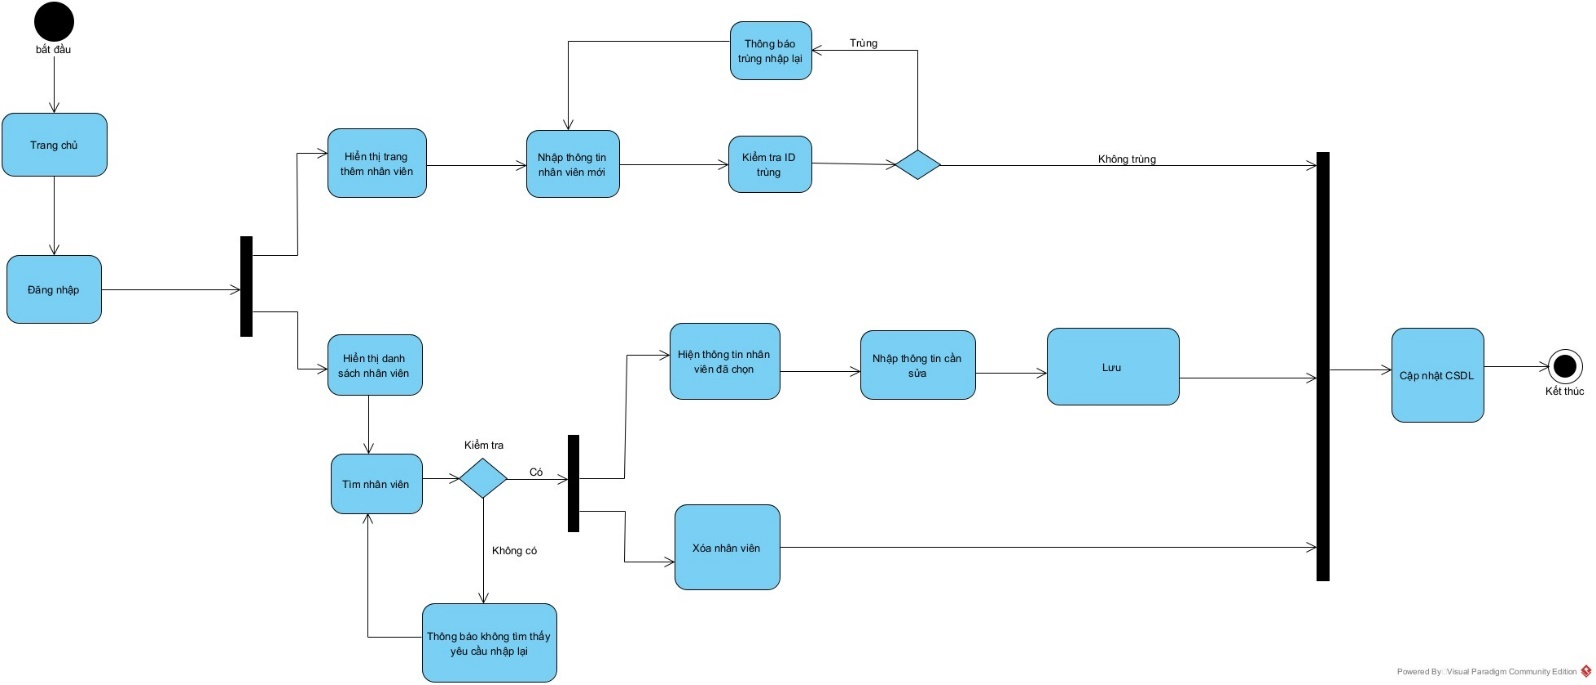 bắt đầu
Trang chủ
Đăng nhập
Hiển thị trang
thêm nhân viên
Nhập thông tin
nhân viên mới
Thông báo
trùng nhập lại
Trùng
Kiểm tra ID
trùng
Không trùng
Hiển thị danh
sách nhân viên
Tìm nhân viên
Kiểm tra
Có
Không có
Thông báo không tìm thấy
yêu cầu nhập lại
Hiện thông tin nhân
viên đã chọn
Nhập thông tin cần
sửa
Lưu
Xóa nhân viên
Cập nhật CSDL
Kết thúc
Powered By Visual Paradigm Community Edition